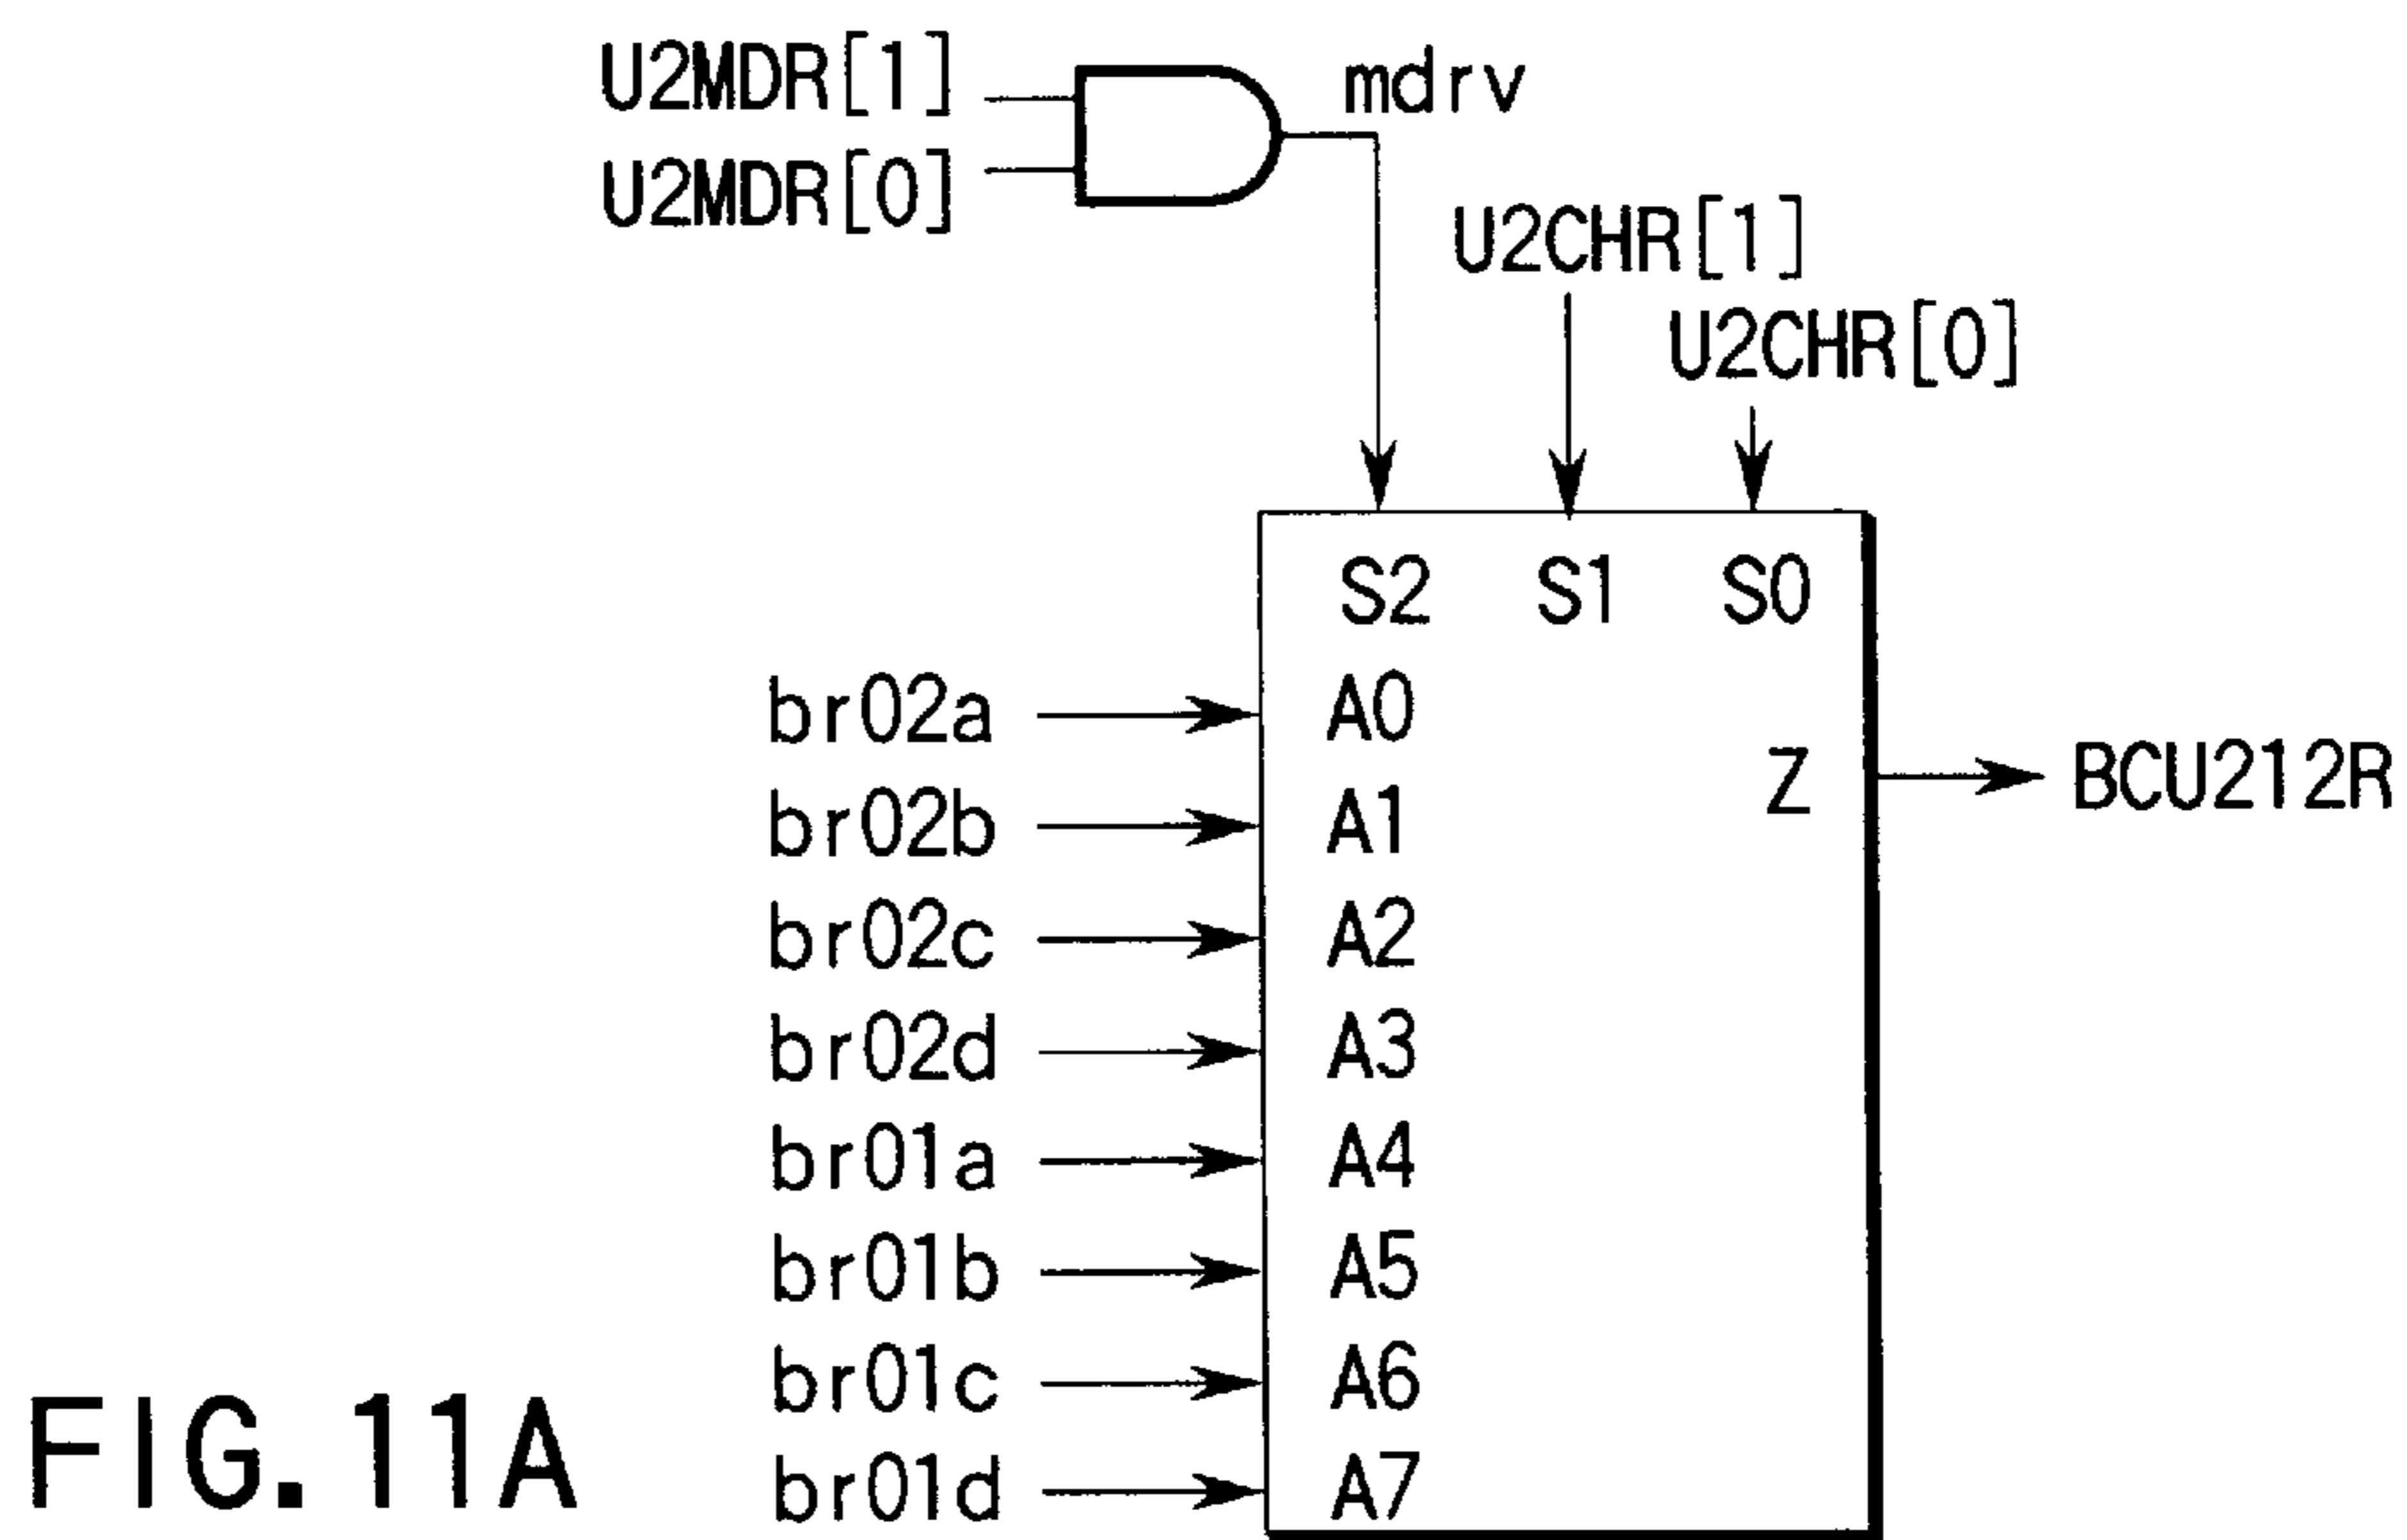 U2MDR[1]
mdrv
U2MDR[0]
U2CHR[1]
U2CHR[0]
S2 S1 S0
br02a A0
Z BCU212R
br02b A1
br02c A2
br02d A3
br01a A4
br01b A5
br01c A6
br01d A7
FIG. 11A